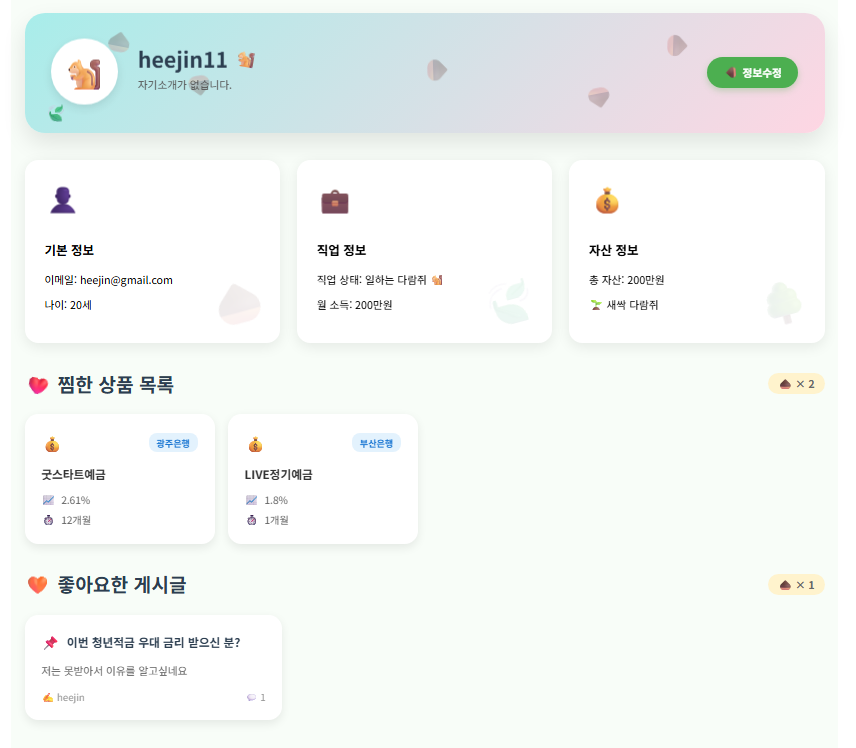 heejin11
자기소개가 없습니다.
정보수정
기본 정보
이메일: heejin@gmail.com
나이: 20세
직업 정보
직업 상태: 일하는 다람쥐
월 소득: 200만원
자산 정보
총 자산: 200만원
새싹 다람쥐
찜한 상품 목록
× 2
광주은행
굿스타트예금
2.61%
12개월
부산은행
LIVE정기예금
1.8%
1개월
좋아요한 게시글
× 1
이번 청년적금 우대 금리 받으신 분?
저는 못받아서 이유를 알고싶네요
heejin
1